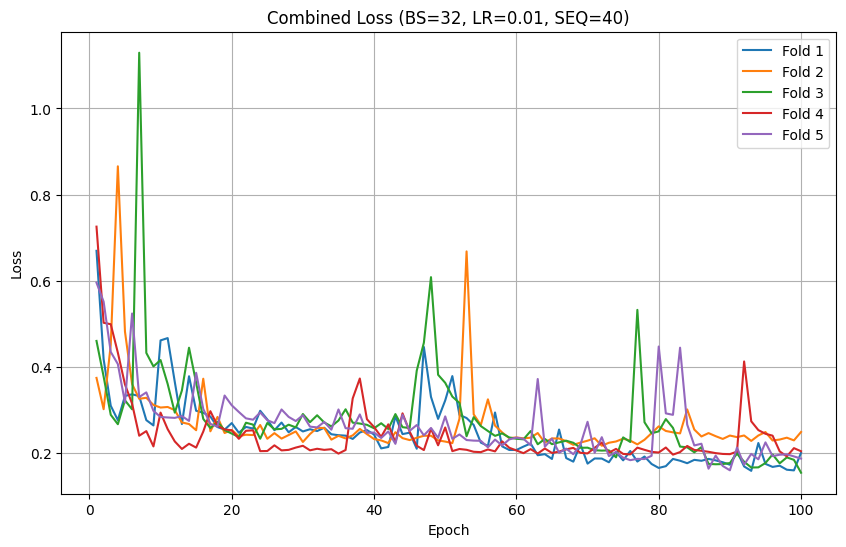 Combined Loss (BS=32, LR=0.01, SEQ=40)
Fold 1
Fold 2
Fold 3
Fold 4
Fold 5
Loss
1.0
0.8
0.6
0.4
0.2
0
20
40
60
80
100
Epoch